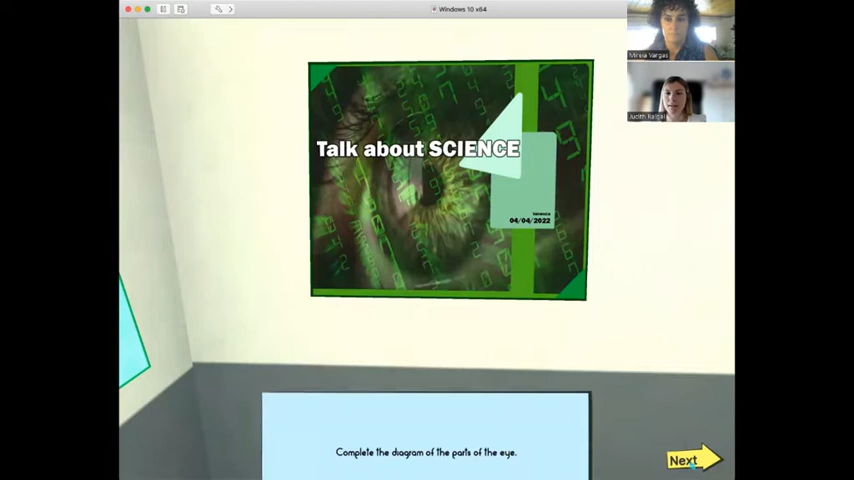 Windows 10 x64
Mireia Vargas
Talk about SCIENCE
04/04/2022
Complete the diagram of the parts of the eye.
Next